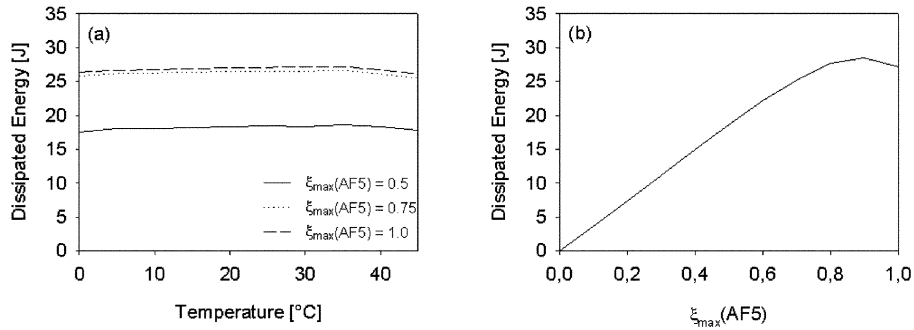 35
30
25
20
15
10
5
0
Dissipated Energy [J]
(a)
ξmax(AF5) = 0.5
ξmax(AF5) = 0.75
ξmax(AF5) = 1.0
0 10 20 30 40
Temperature [°C]
35
30
25
20
15
10
5
0
Dissipated Energy [J]
(b)
0,0 0,2 0,4 0,6 0,8 1,0
ξmax(AF5)